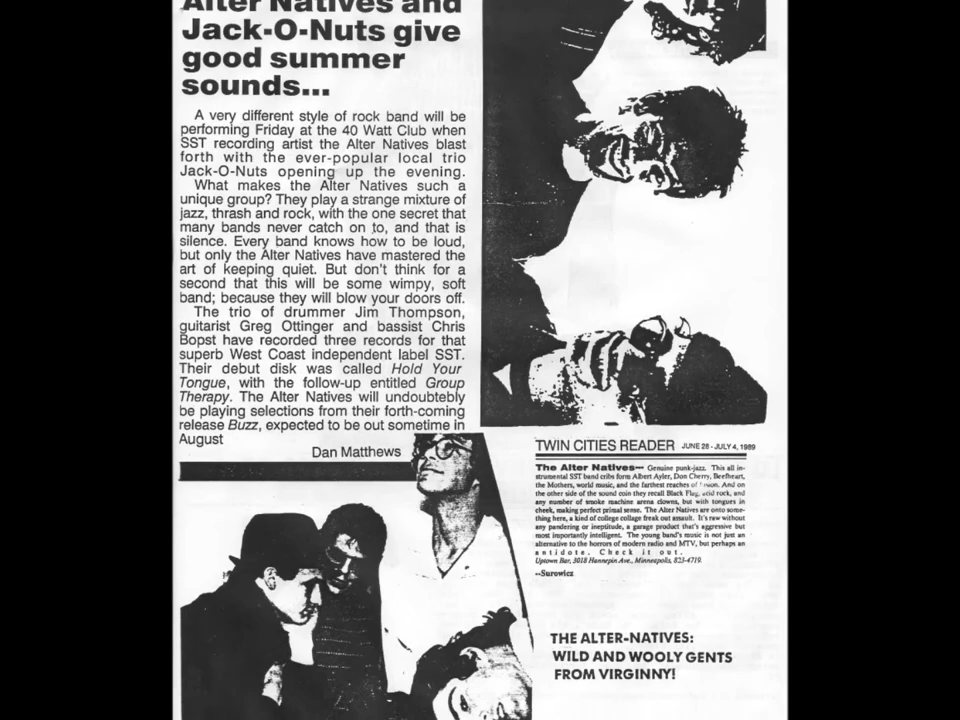 Alter Natives and
Jack-O-Nuts give
good summer
sounds...
A very different style of rock band will be
performing Friday at the 40 Watt Club when
SST recording artist the Alter Natives blast
forth with the ever-popular local trio
Jack-O-Nuts opening up the evening.
What makes the Alter Natives such a
unique group? They play a strange mixture of
jazz, thrash and rock, with the one secret that
many bands never catch on to, and that is
silence. Every band knows how to be loud,
but only the Alter Natives have mastered the
art of keeping quiet. But don't think for a
second that this will be some wimpy, soft
band; because they will blow your doors off.
The trio of drummer Jim Thompson,
guitarist Greg Ottinger and bassist Chris
Bopst have recorded three records for that
superb West Coast independent label SST.
Their debut disk was called Hold Your
Tongue, with the follow-up entitled Group
Therapy. The Alter Natives will undoubtebly
be playing selections from their forth-coming
release Buzz, expected to be out sometime in
August
Dan Matthews
TWIN CITIES READER JUNE 28 - JULY 4, 1989
The Alter Natives-- Genuine punk-jazz. This all in-
strumental SST band cribs form Albert Ayler, Don Cherry, Beefheart,
the Mothers, world music, and the farthest reaches of And on
the other side of the sound coin they recall Black Flag, acid rock, and
any number of smoke machine arena clowns, but with tongues in
cheek, making perfect primal sense. The Alter Natives are onto some-
thing here, a kind of college collage freak out assault. It's raw without
any pandering or ineptitude, a garage product that's aggressive but
most importantly intelligent. The young band's music is not just an
alternative to the horrors of modern radio and MTV, but perhaps an
antidote. Check it out.
Uptown Bar, 3018 Hannepin Ave., Minneapolis, 823-4719.
--Surowicz
THE ALTER-NATIVES:
WILD AND WOOLY GENTS
FROM VIRGINNY!